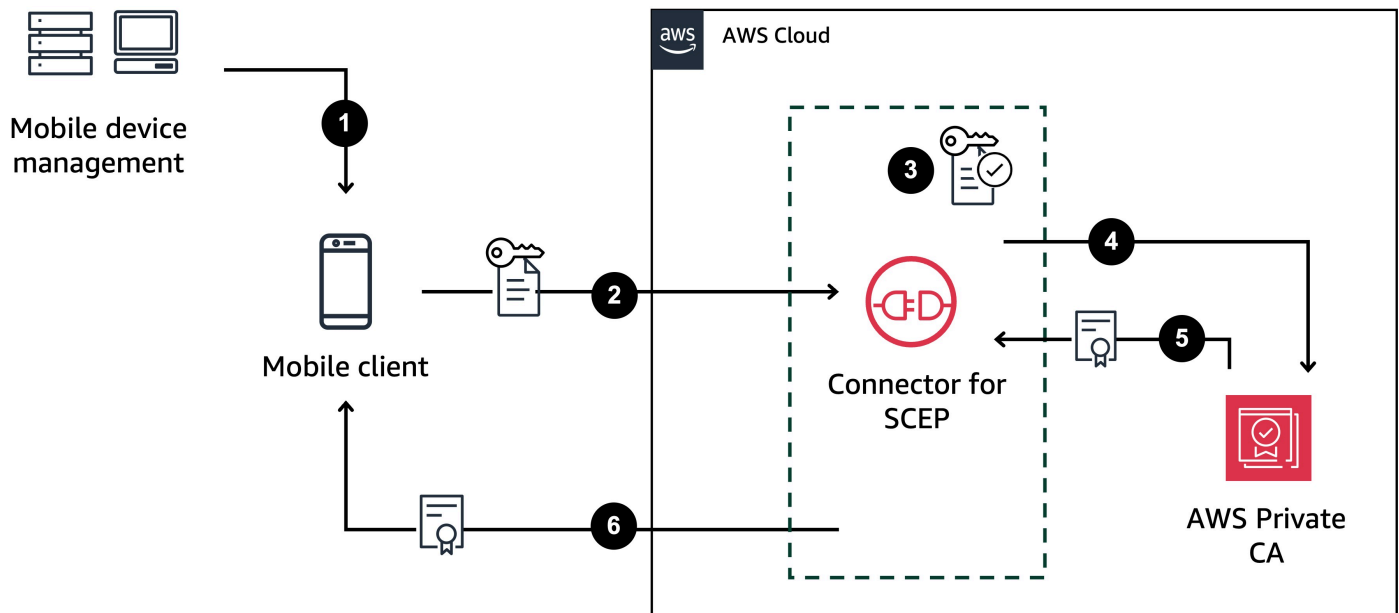 aws
AWS Cloud
Mobile device
management
1
3
4
2
5
Mobile client
Connector for
SCEP
6
AWS Private
CA